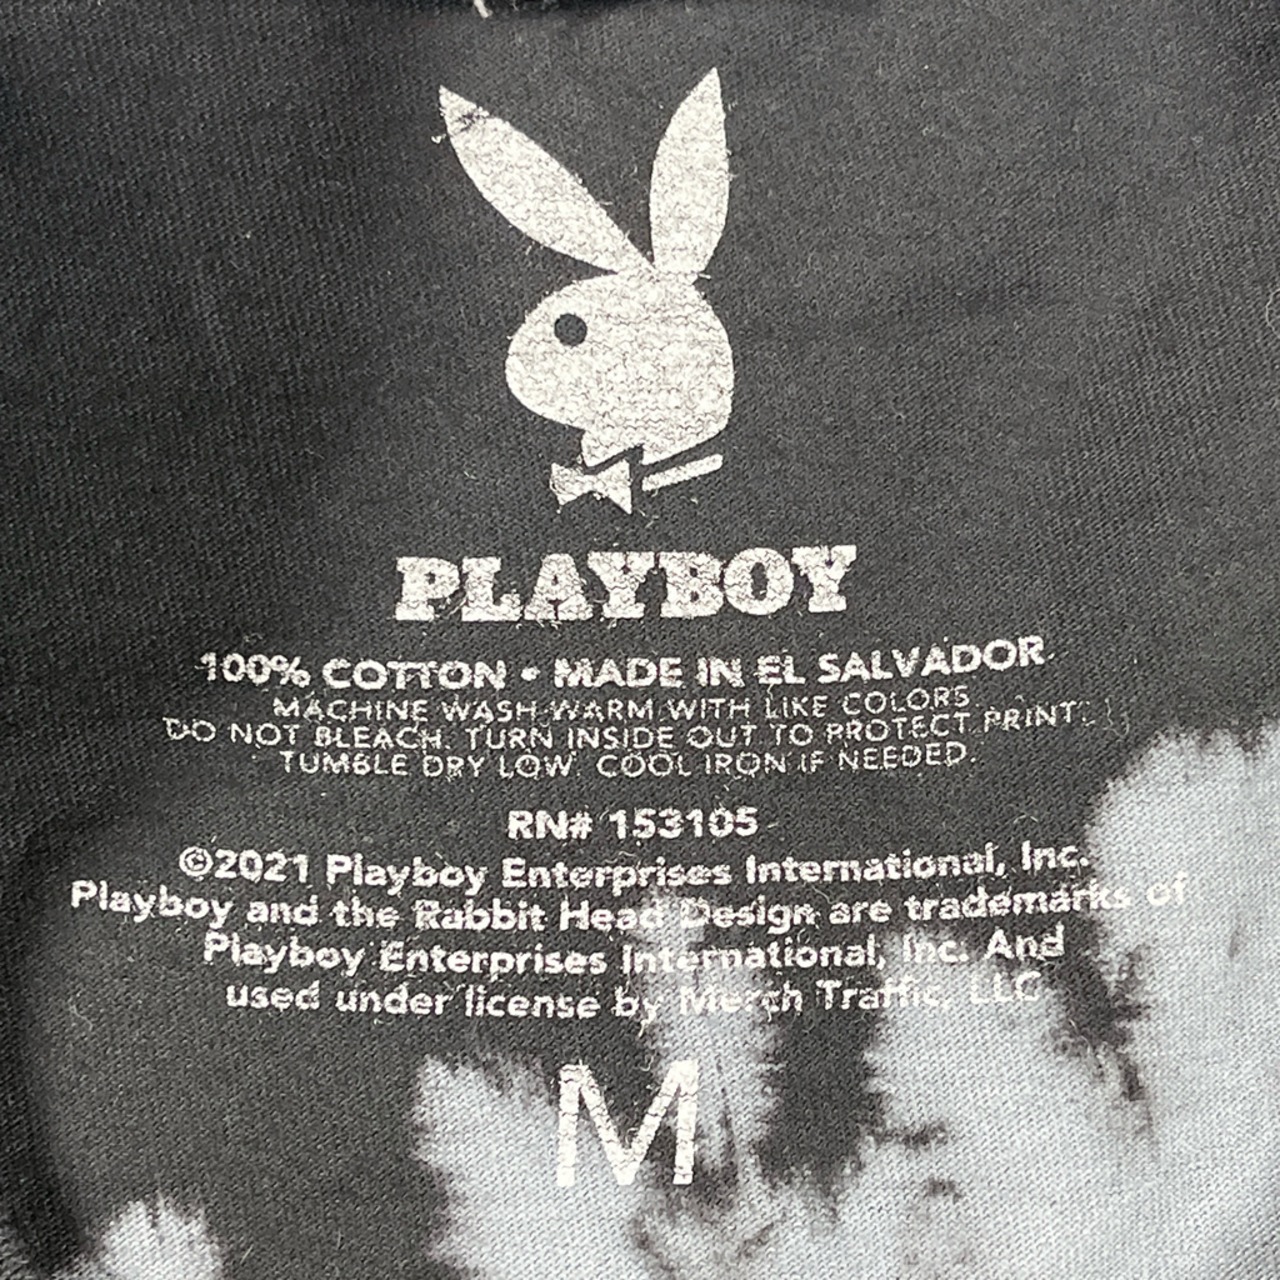 PLAYBOY
100% COTTON • MADE IN EL SALVADOR
MACHINE WASH WARM WITH LIKE COLORS
DO NOT BLEACH. TURN INSIDE OUT TO PROTECT PRINT.
TUMBLE DRY LOW. COOL IRON IF NEEDED.
RN# 153105
©2021 Playboy Enterprises International, Inc.
Playboy and the Rabbit Head Design are trademarks of
Playboy Enterprises International, Inc. And
used under license by Merch Traffic, LLC
M